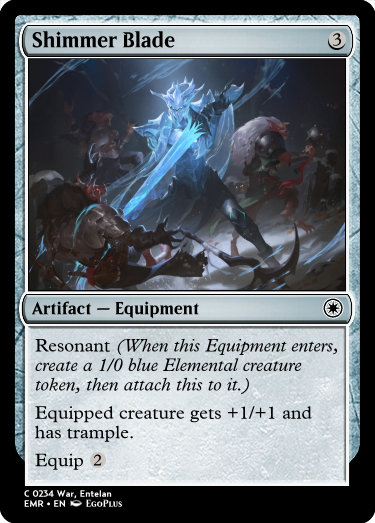 Shimmer Blade 3
Artifact — Equipment
Resonant (When this Equipment enters,
create a 1/0 blue Elemental creature
token, then attach this to it.)
Equipped creature gets +1/+1 and
has trample.
Equip 2
C 0234 War, Entelan
EMR • EN EgoPlus